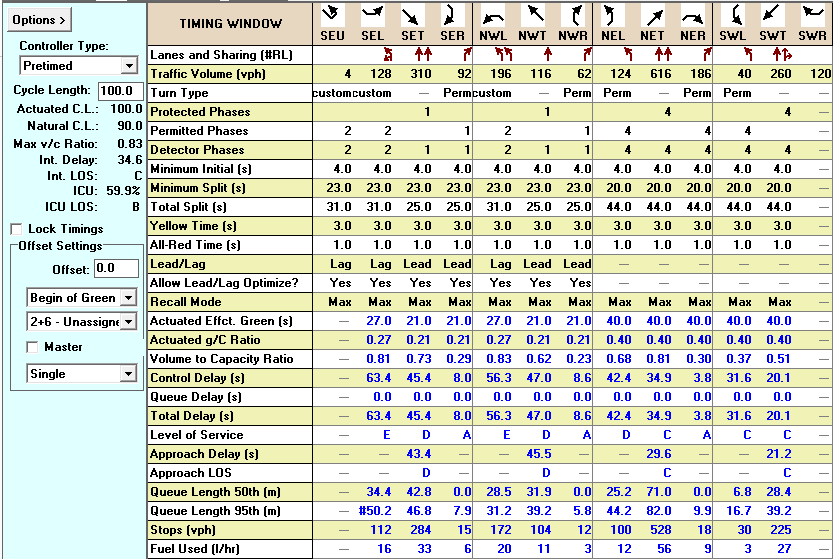 Options > TIMING WINDOW SEU SEL SET SER NWL NWT NWR NEL NET NER SWL SWT SWR
Controller Type: Lanes and Sharing (#RL)
Pretimed Traffic Volume (vph) 4 128 310 92 196 116 62 124 616 186 40 260 120
Cycle Length: 100.0 Turn Type customcustom — Perm custom — Perm Perm — Perm Perm — —
Actuated C.L.: 100.0 Protected Phases 1 1 4 4 —
Natural C.L.: 90.0 Permitted Phases 2 2 1 2 1 4 4 4 —
Max v/c Ratio: 0.83 Detector Phases 2 2 1 1 2 1 1 4 4 4 4 4 —
Int. Delay: 34.6 Minimum Initial (s) 4.0 4.0 4.0 4.0 4.0 4.0 4.0 4.0 4.0 4.0 4.0 4.0 —
Int. LOS: C Minimum Split (s) 23.0 23.0 23.0 23.0 23.0 23.0 23.0 20.0 20.0 20.0 20.0 20.0 —
ICU: 59.9%
ICU LOS: B Total Split (s) 31.0 31.0 25.0 25.0 31.0 25.0 25.0 44.0 44.0 44.0 44.0 44.0 —
Lock Timings Yellow Time (s) 3.0 3.0 3.0 3.0 3.0 3.0 3.0 3.0 3.0 3.0 3.0 3.0 —
Offset Settings All-Red Time (s) 1.0 1.0 1.0 1.0 1.0 1.0 1.0 1.0 1.0 1.0 1.0 1.0 —
Offset: 0.0 Lead/Lag Lag Lag Lead Lead Lag Lead Lead — — — — — —
Allow Lead/Lag Optimize? Yes Yes Yes Yes Yes Yes Yes — — — — — —
Begin of Green Recall Mode Max Max Max Max Max Max Max Max Max Max Max Max —
2+6 - Unassigne Actuated Effct. Green (s) — 27.0 21.0 21.0 27.0 21.0 21.0 40.0 40.0 40.0 40.0 40.0 —
Master Actuated g/C Ratio — 0.27 0.21 0.21 0.27 0.21 0.21 0.40 0.40 0.40 0.40 0.40 —
Volume to Capacity Ratio — 0.81 0.73 0.29 0.83 0.62 0.23 0.68 0.81 0.30 0.37 0.51 —
Single Control Delay (s) — 63.4 45.4 8.0 56.3 47.0 8.6 42.4 34.9 3.8 31.6 20.1 —
Queue Delay (s) — 0.0 0.0 0.0 0.0 0.0 0.0 0.0 0.0 0.0 0.0 0.0 —
Total Delay (s) — 63.4 45.4 8.0 56.3 47.0 8.6 42.4 34.9 3.8 31.6 20.1 —
Level of Service — E D A E D A D C A C C —
Approach Delay (s) — — 43.4 — — 45.5 — — 29.6 — — 21.2 —
Approach LOS — — D — — D — — C — — C —
Queue Length 50th (m) — 34.4 42.8 0.0 28.5 31.9 0.0 25.2 71.0 0.0 6.8 28.4 —
Queue Length 95th (m) — #50.2 46.8 7.9 31.2 39.2 5.8 44.2 82.0 9.9 16.7 39.2 —
Stops (vph) — 112 284 15 172 104 12 100 528 18 30 225 —
Fuel Used (l/hr) — 16 33 6 20 11 3 12 56 9 3 27 —